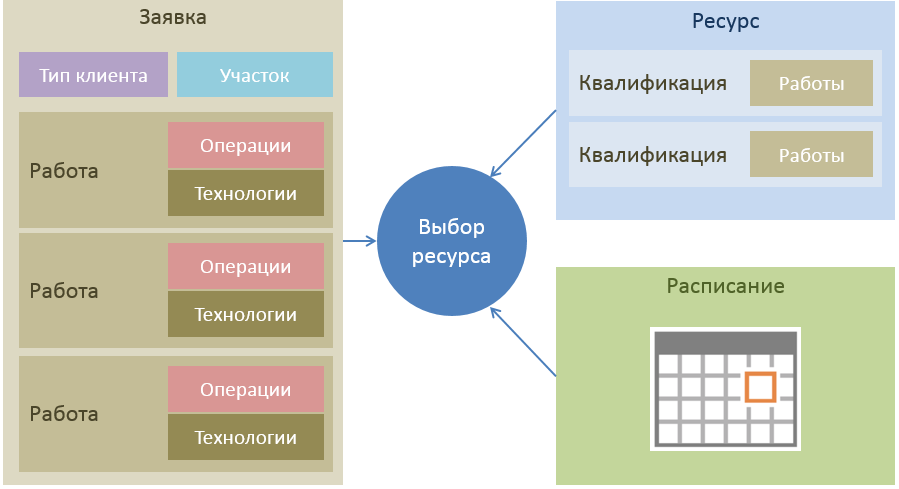 Заявка
Тип клиента
Участок
Работа
Операции
Технологии
Работа
Операции
Технологии
Работа
Операции
Технологии
Выбор
ресурса
Ресурс
Квалификация
Работы
Квалификация
Работы
Расписание